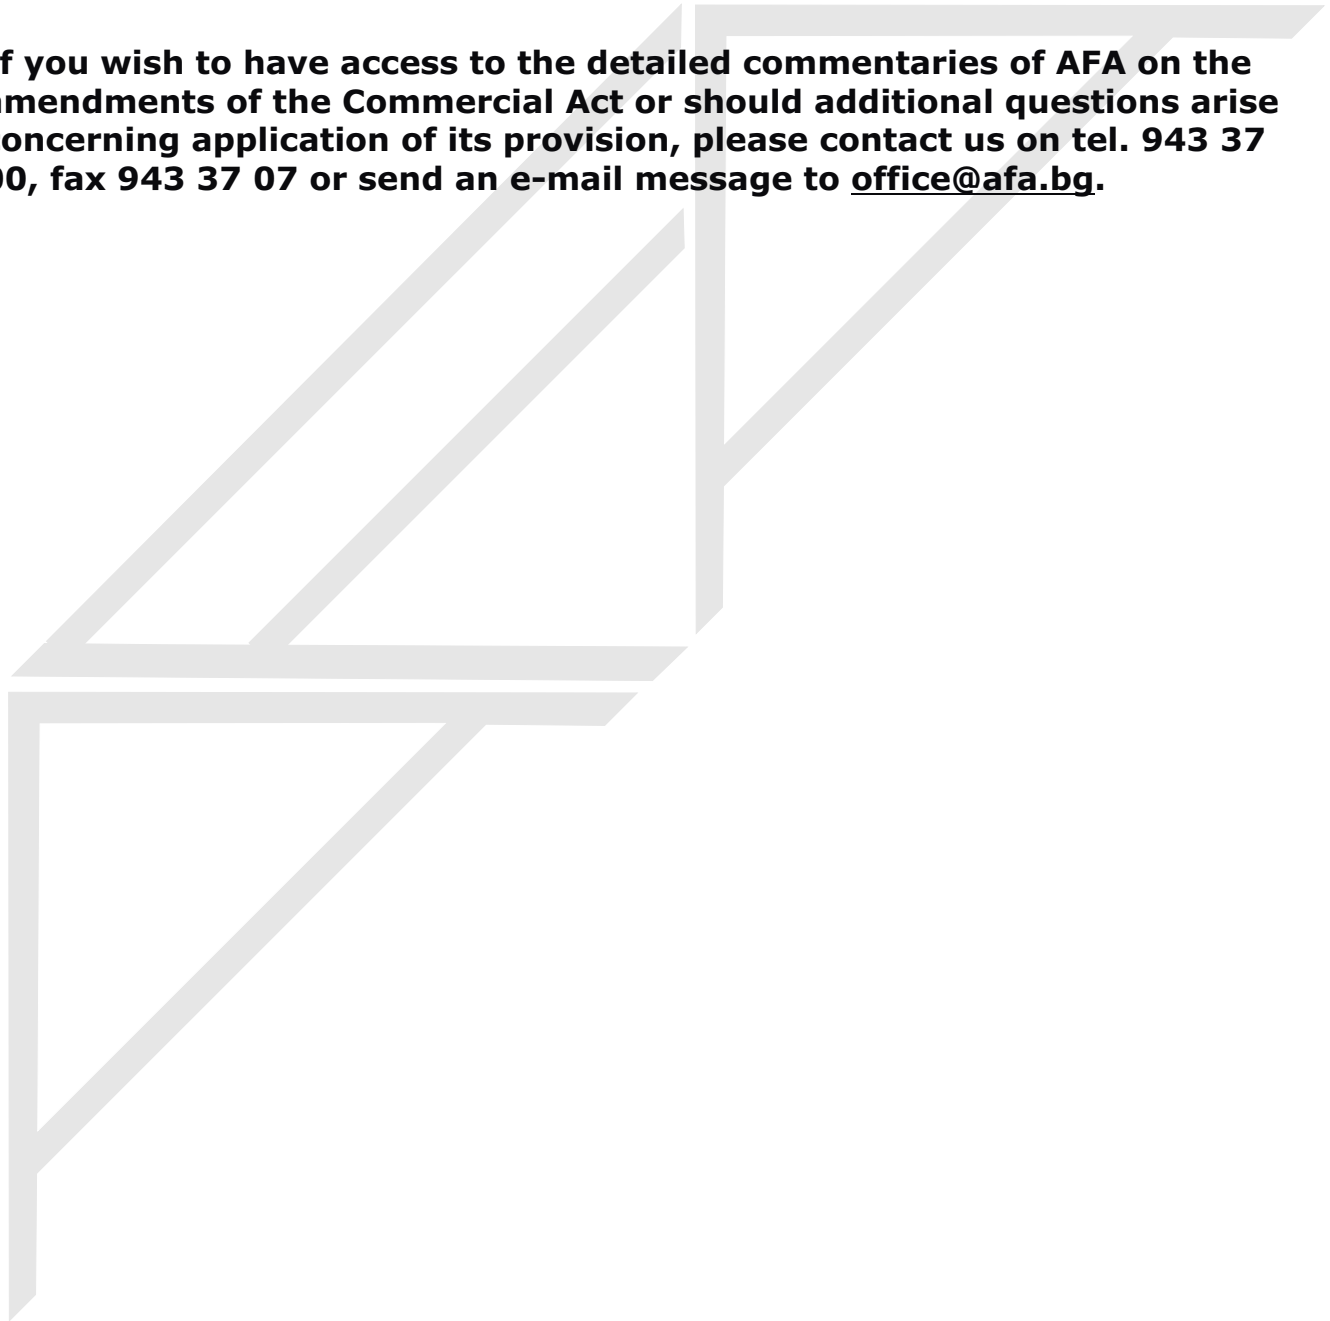 f you wish to have access to the detailed commentaries of AFA on the
amendments of the Commercial Act or should additional questions arise
concerning application of its provision, please contact us on tel. 943 37
00, fax 943 37 07 or send an e-mail message to office@afa.bg.